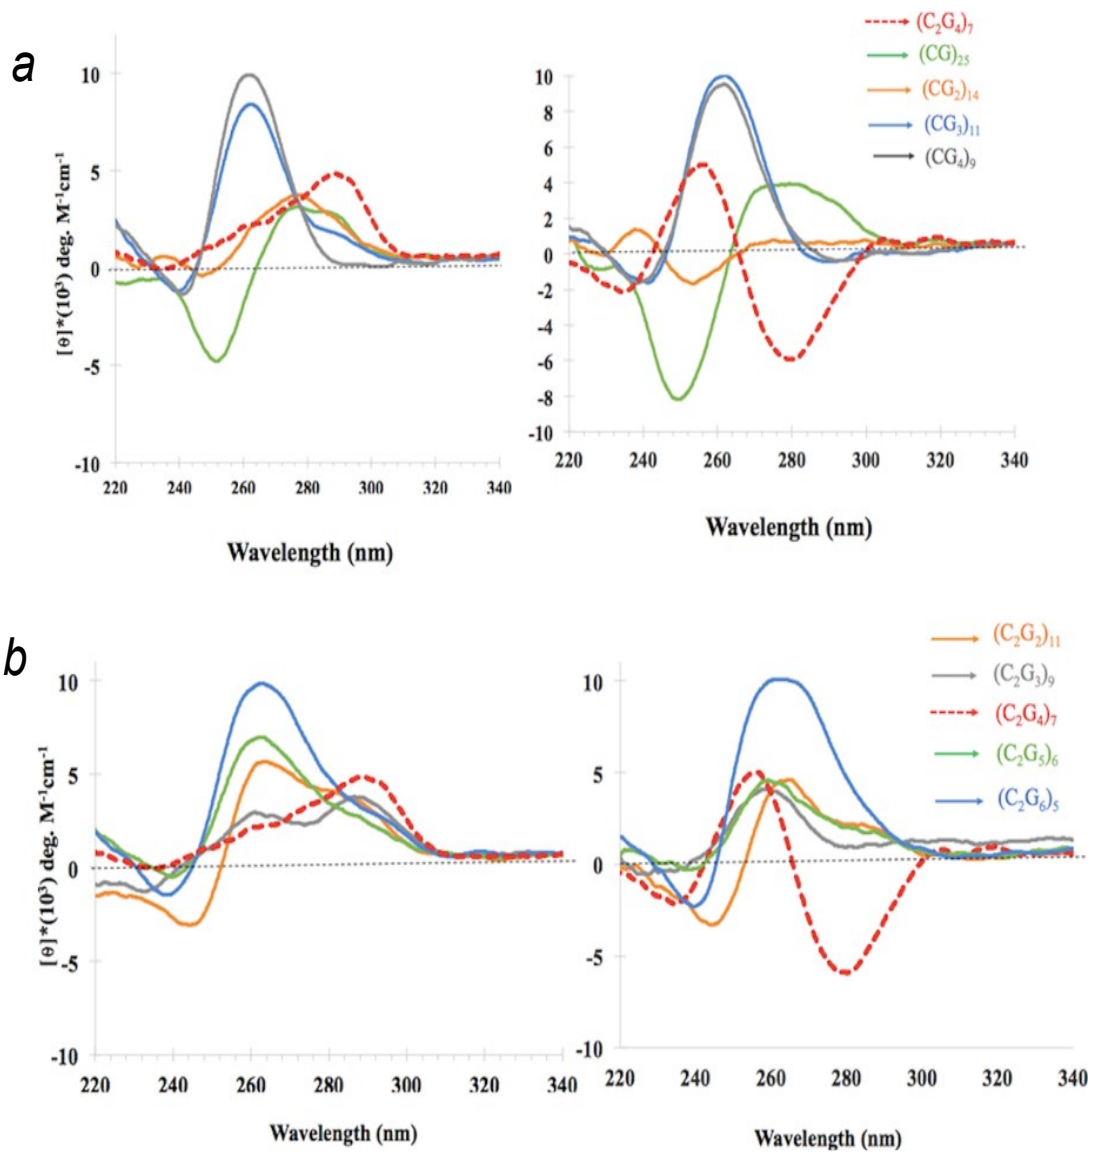 a
(C₂G₄)₇
(CG)₂₅
(CG₂)₁₄
(CG₃)₁₁
(CG₄)₉
[θ]*(10³) deg. M⁻¹cm⁻¹
10
5
0
-5
-10
220 240 260 280 300 320 340
Wavelength (nm)
10
8
6
4
2
0
-2
-4
-6
-8
-10
220 240 260 280 300 320 340
Wavelength (nm)
b
(C₂G₂)₁₁
(C₂G₃)₉
(C₂G₄)₇
(C₂G₅)₆
(C₂G₆)₅
[θ]*(10³) deg. M⁻¹cm⁻¹
10
5
0
-5
-10
220 240 260 280 300 320 340
Wavelength (nm)
10
5
0
-5
-10
220 240 260 280 300 320 340
Wavelength (nm)